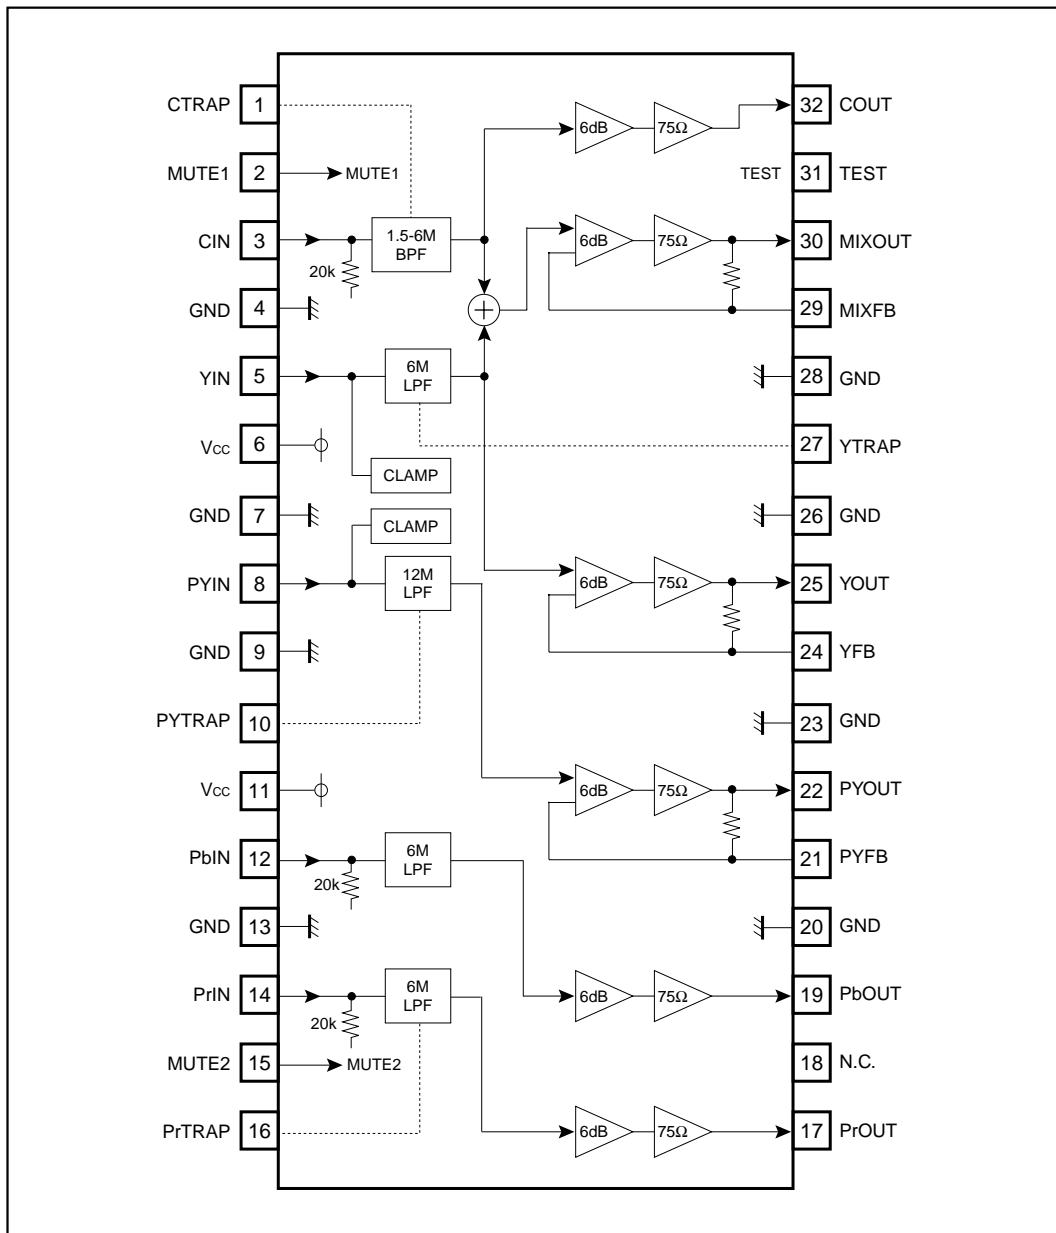 CTRAP 1 6dB 75Ω 32 COUT
MUTE1 2 MUTE1 TEST 31 TEST
CIN 3 1.5-6M BPF 6dB 75Ω 30 MIXOUT
20k
GND 4 29 MIXFB
YIN 5 6M LPF 28 GND
Vcc 6 27 YTRAP
CLAMP
GND 7 26 GND
CLAMP
PYIN 8 12M LPF 6dB 75Ω 25 YOUT
GND 9 24 YFB
PYTRAP 10 23 GND
Vcc 11 6dB 75Ω 22 PYOUT
PbIN 12 6M LPF 21 PYFB
20k
GND 13 20 GND
PrIN 14 6M LPF 6dB 75Ω 19 PbOUT
20k
MUTE2 15 MUTE2 18 N.C.
PrTRAP 16 6dB 75Ω 17 PrOUT